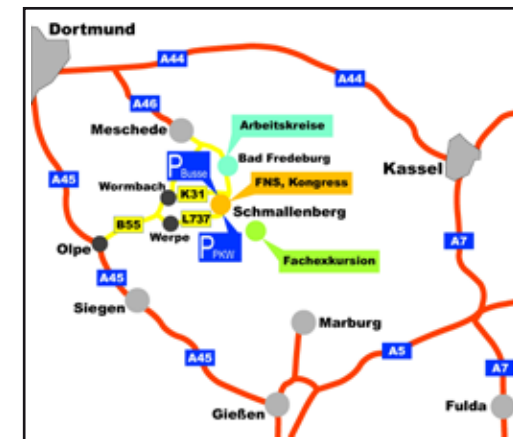 Dortmund
A44
A44
A46
Arbeitskreise
Meschede
Bad Fredeburg
Kassel
P Busse
A45
Wormbach
K31
FNS, Kongress
Schmallenberg
B55
L737
Werpe
P PKW
Olpe
A7
Fachexkursion
A45
Siegen
Marburg
A45
A5
A7
Gießen
Fulda